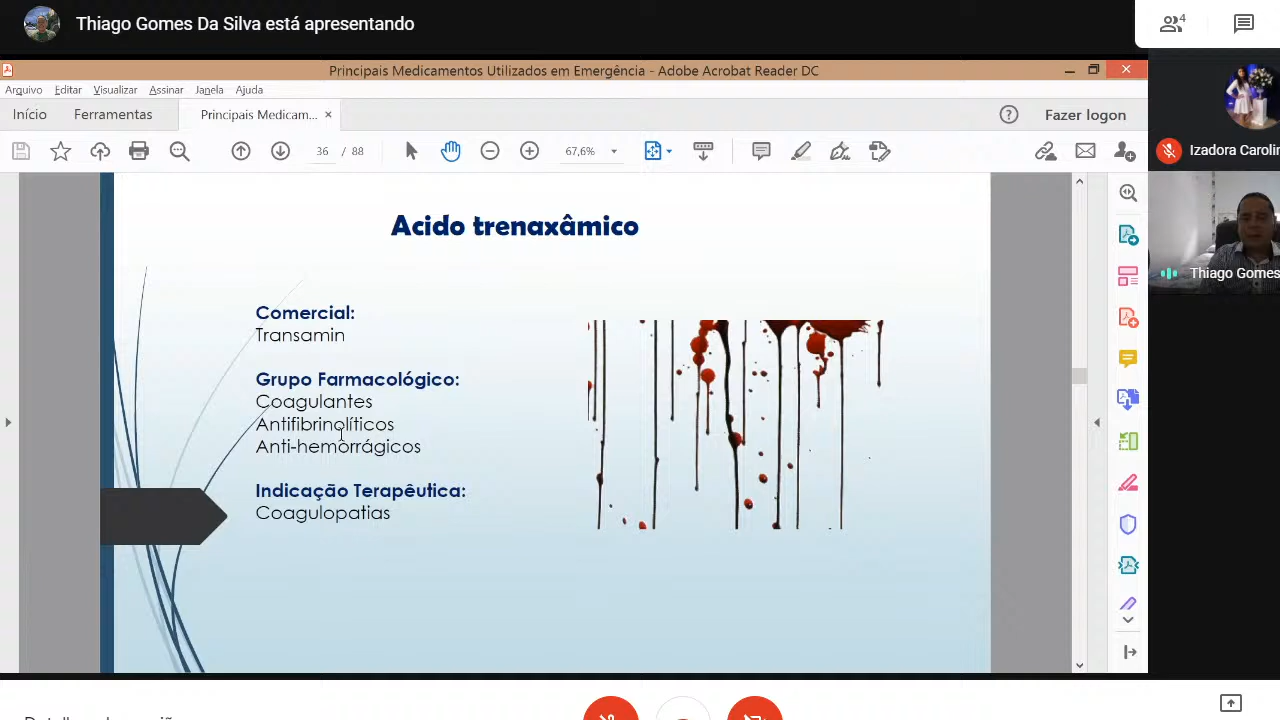 Thiago Gomes Da Silva está apresentando
4
Principais Medicamentos Utilizados em Emergência - Adobe Acrobat Reader DC
Arquivo Editar Visualizar Assinar Janela Ajuda
Início Ferramentas Principais Medicam... × Fazer logon
36 / 88 67,6%
Izadora Carolin
Thiago Gomes
Acido trenaxâmico
Comercial:
Transamin
Grupo Farmacológico:
Coagulantes
Antifibrinolíticos
Anti-hemorrágicos
Indicação Terapêutica:
Coagulopatias